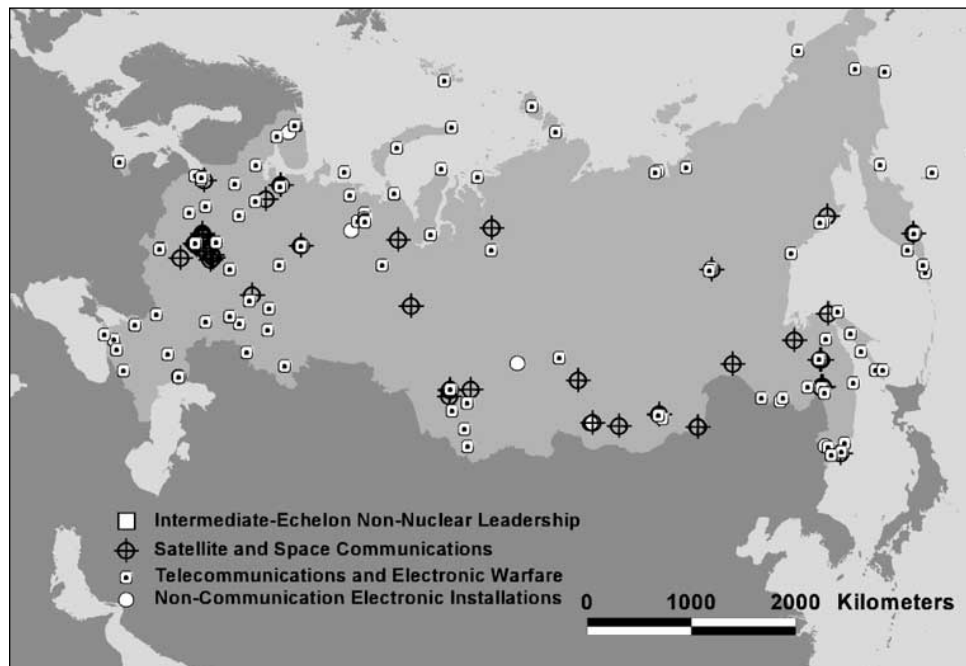 Intermediate-Echelon Non-Nuclear Leadership
Satellite and Space Communications
Telecommunications and Electronic Warfare
Non-Communication Electronic Installations
0 1000 2000 Kilometers